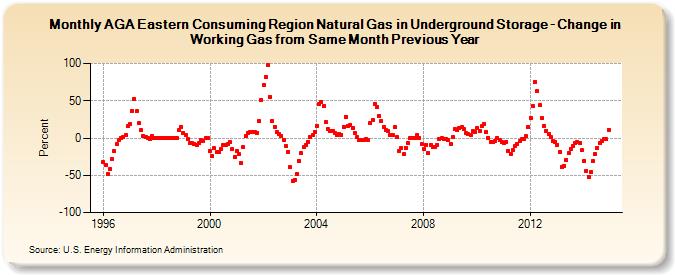 Monthly AGA Eastern Consuming Region Natural Gas in Underground Storage - Change in
Working Gas from Same Month Previous Year
Percent
100
50
0
-50
-100
1996
2000
2004
2008
2012
Source: U.S. Energy Information Administration